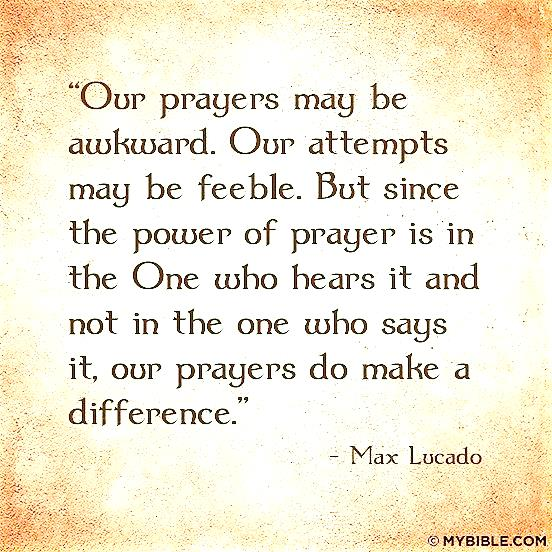 “Our prayers may be
awkward. Our attempts
may be feeble. But since
the power of prayer is in
the One who hears it and
not in the one who says
it, our prayers do make a
difference.”
- Max Lucado
© MYBIBLE.COM